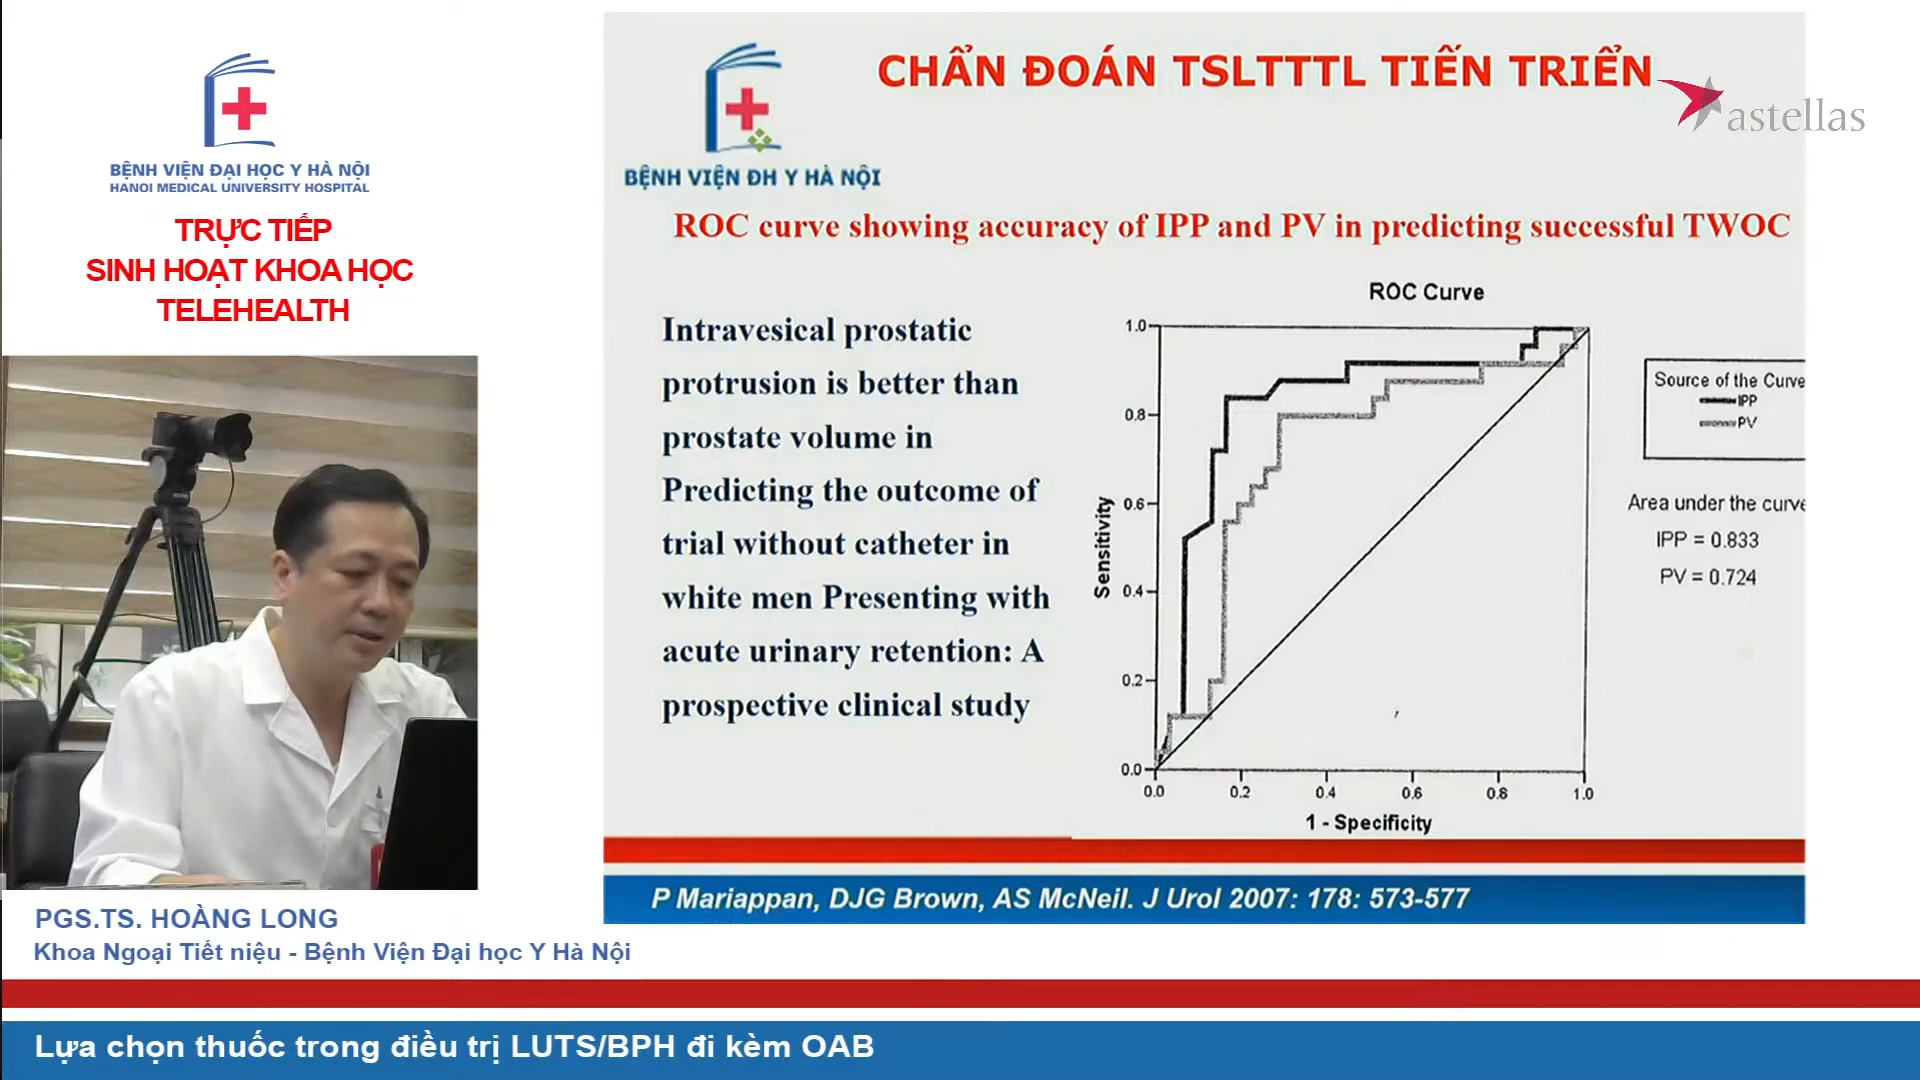 BỆNH VIỆN ĐẠI HỌC Y HÀ NỘI
HANOI MEDICAL UNIVERSITY HOSPITAL
TRỰC TIẾP
SINH HOẠT KHOA HỌC
TELEHEALTH
CHẨN ĐOÁN TSLTTTL TIẾN TRIỂN
astellas
BỆNH VIỆN ĐH Y HÀ NỘI
ROC curve showing accuracy of IPP and PV in predicting successful TWOC
Intravesical prostatic
protrusion is better than
prostate volume in
Predicting the outcome of
trial without catheter in
white men Presenting with
acute urinary retention: A
prospective clinical study
ROC Curve
1.0
0.8
0.6
0.4
0.2
0.0
Sensitivity
0.0 0.2 0.4 0.6 0.8 1.0
1 - Specificity
Source of the Curve
IPP
PV
Area under the curve
IPP = 0.833
PV = 0.724
P Mariappan, DJG Brown, AS McNeil. J Urol 2007: 178: 573-577
PGS.TS. HOÀNG LONG
Khoa Ngoại Tiết niệu - Bệnh Viện Đại học Y Hà Nội
Lựa chọn thuốc trong điều trị LUTS/BPH đi kèm OAB